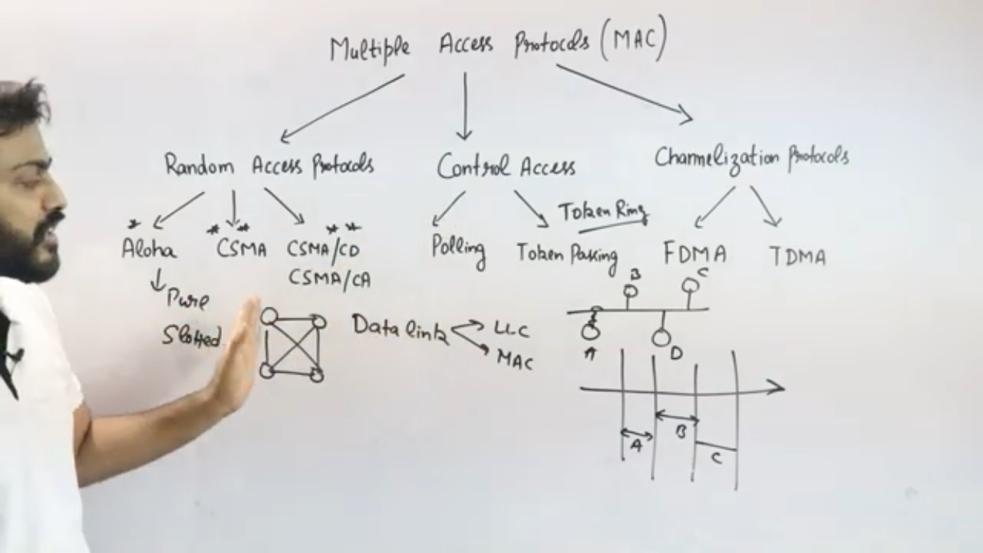 Multiple Access Protocols (MAC)
Random Access Protocols
Control Access
Channelization Protocols
* ** **
Token Ring
Aloha CSMA CSMA/CD Polling Token Passing FDMA TDMA
CSMA/CA
Pure
Slotted
Data link LLC
MAC
B C
A D
A B C